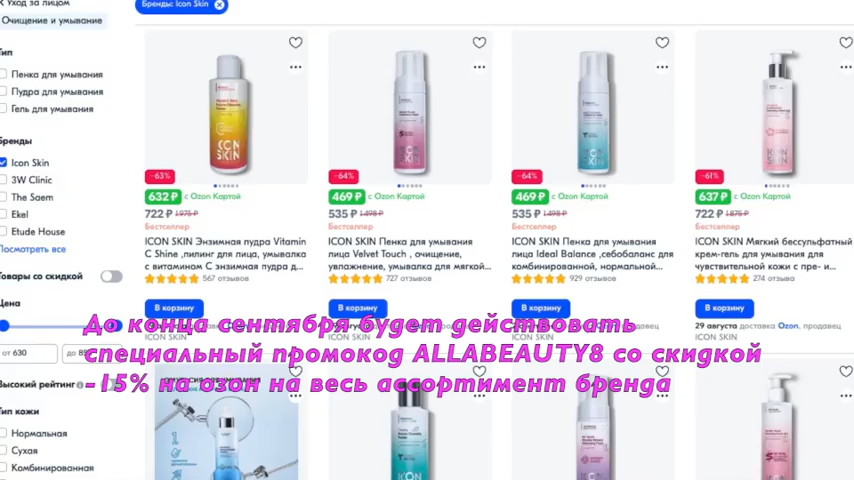 Уход за лицом
Очищение и умывание
Бренды: Icon Skin
Тип
Пенка для умывания
Пудра для умывания
Гель для умывания
Бренды
Icon Skin
3W Clinic
The Saem
Ekel
Etude House
Посмотреть все
Товары со скидкой
Цена
от 630
до
Высокий рейтинг
Тип кожи
Нормальная
Сухая
Комбинированная
-63%
632 ₽ с Ozon Картой
722 ₽ 1 975 ₽
Бестселлер
ICON SKIN Энзимная пудра Vitamin
C Shine ,пилинг для лица, умывалка
с витамином С энзимная пудра д...
567 отзывов
В корзину
-64%
469 ₽ с Ozon Картой
535 ₽ 1 498 ₽
Бестселлер
ICON SKIN Пенка для умывания
лица Velvet Touch , очищение,
увлажнение, умывалка для мягкой...
727 отзывов
В корзину
-64%
469 ₽ с Ozon Картой
535 ₽ 1 498 ₽
Бестселлер
ICON SKIN Пенка для умывания
лица Ideal Balance ,себобаланс для
комбинированной, нормальной...
929 отзывов
В корзину
-61%
637 ₽ с Ozon Картой
722 ₽ 1 875 ₽
Бестселлер
ICON SKIN Мягкий бессульфатный
крем-гель для умывания для
чувствительной кожи с пре- и...
274 отзыва
В корзину
29 августа доставка Ozon, продавец
ICON SKIN
До конца сентября будет действовать
специальный промокод ALLABEAUTY8 со скидкой
-15% на озон на весь ассортимент бренда